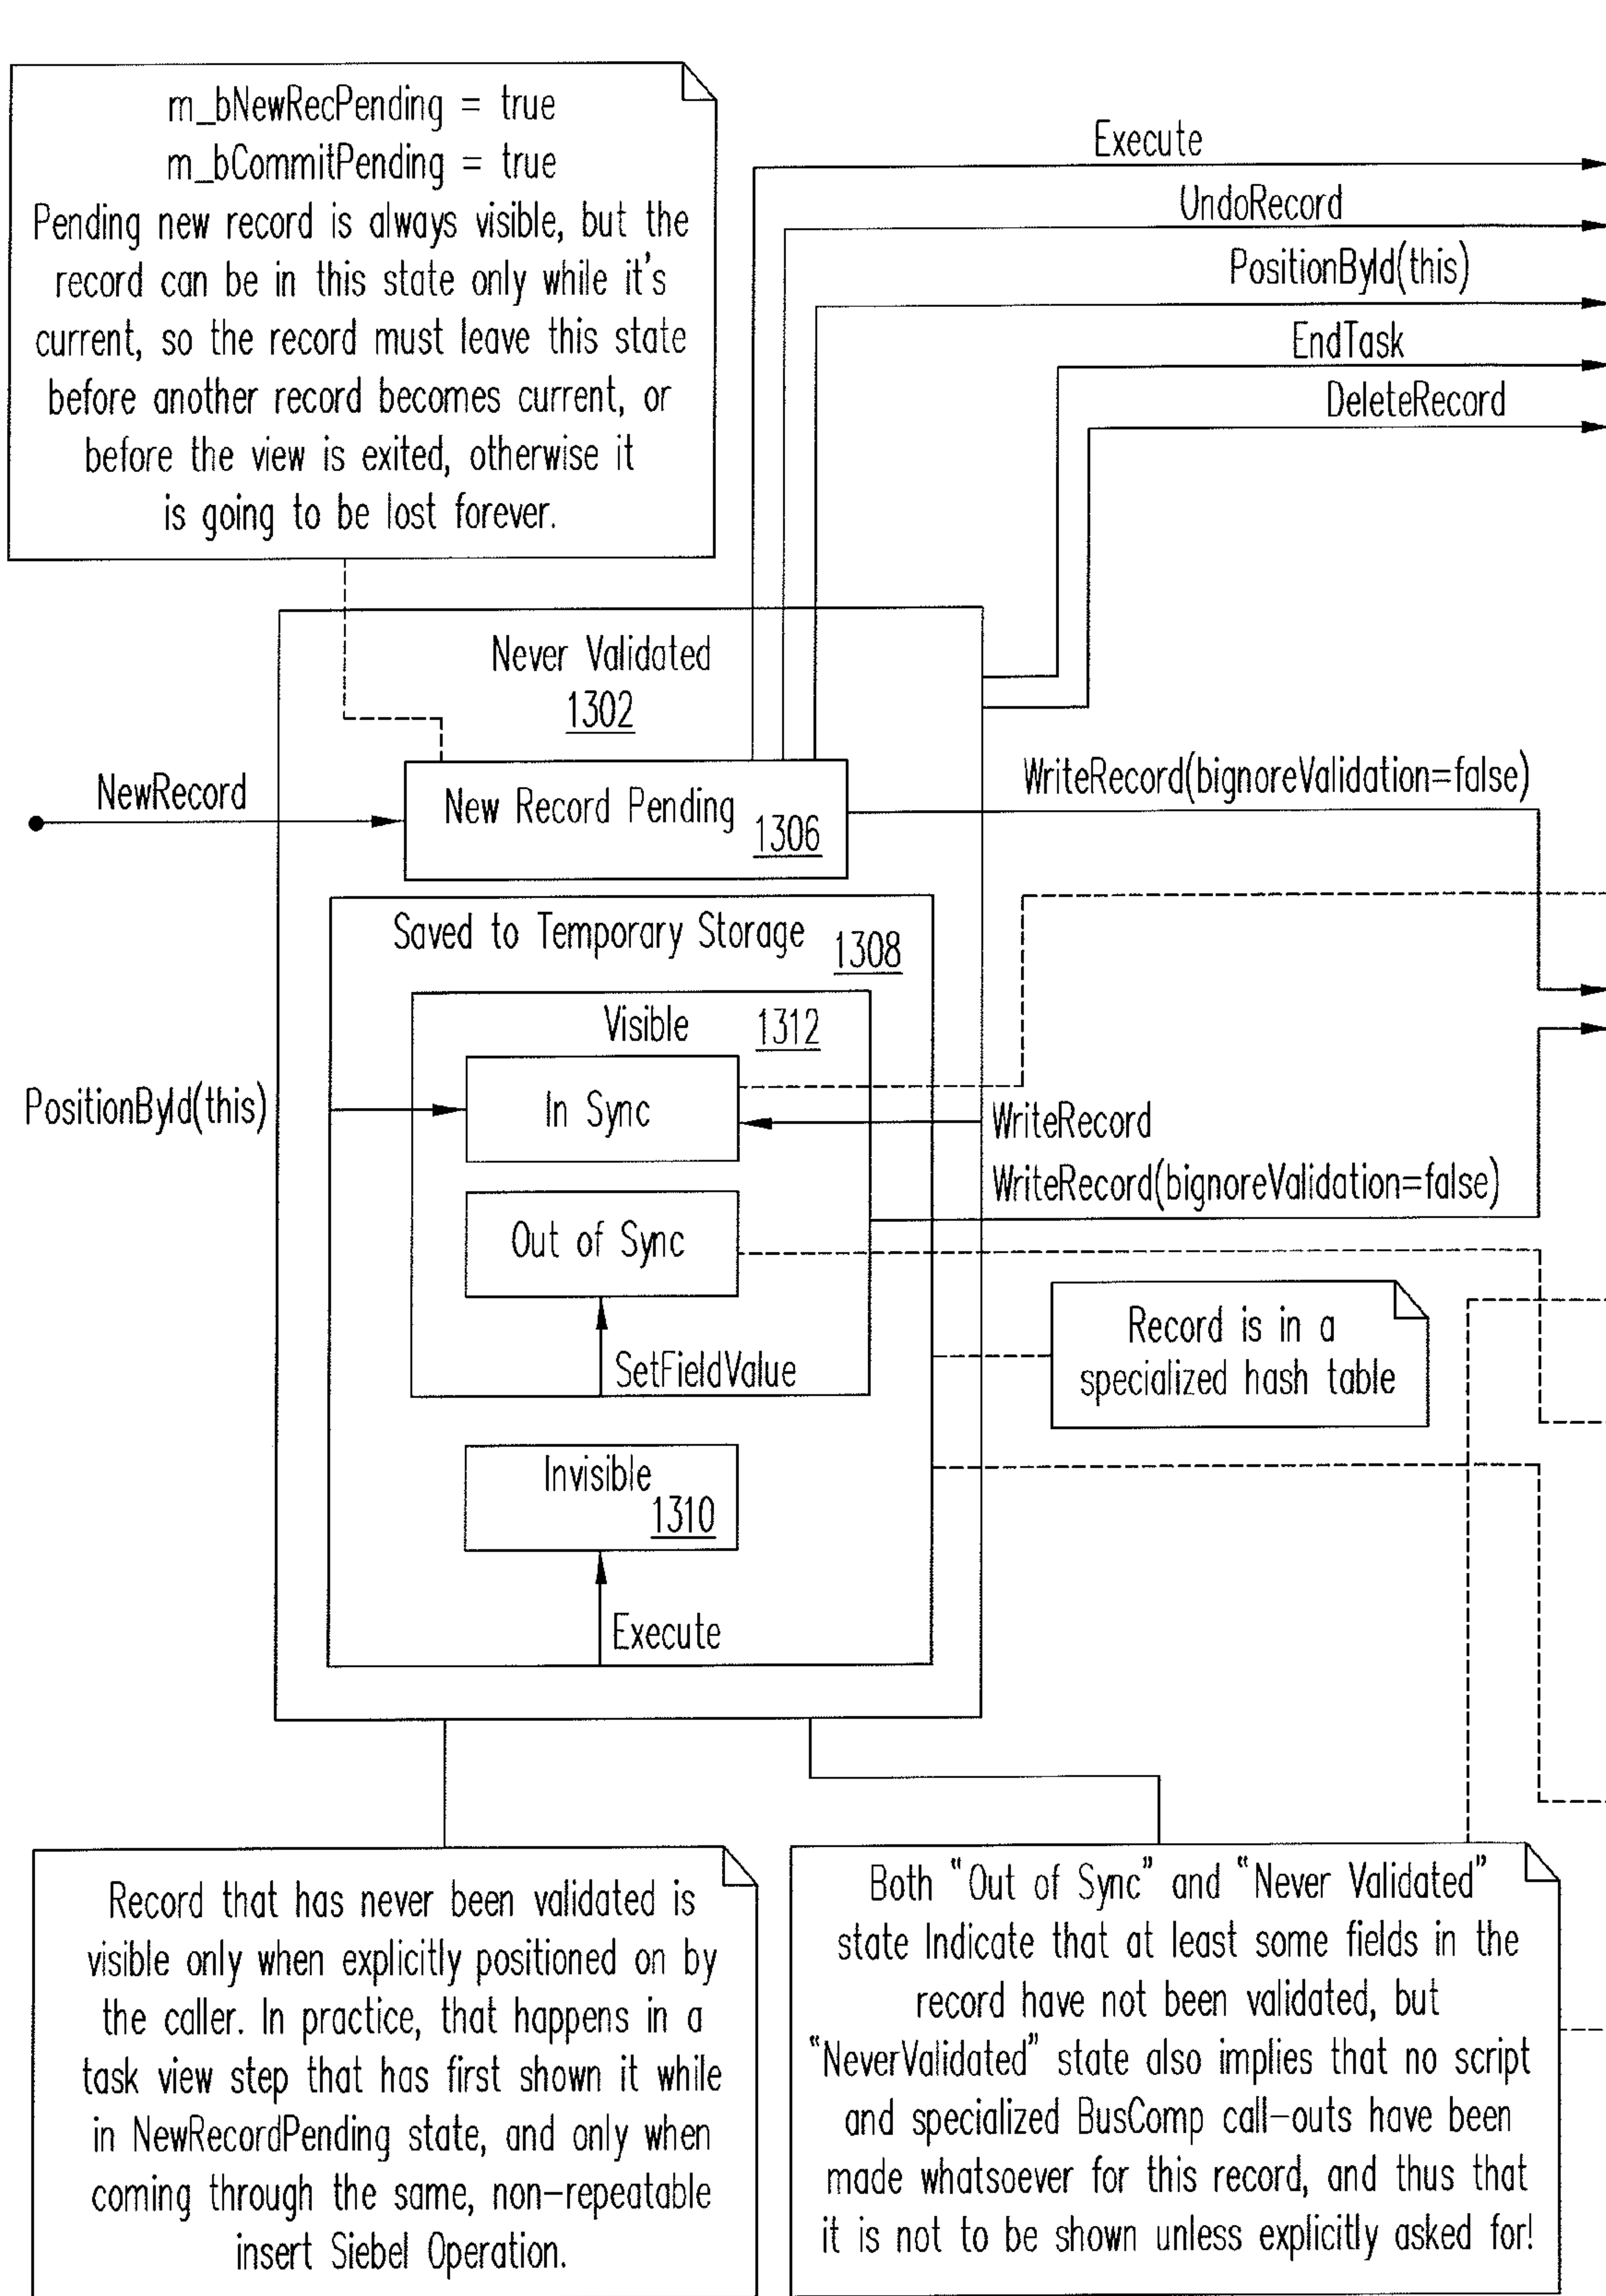 m_bNewRecPending = true
m_bCommitPending = true
Pending new record is always visible, but the
record can be in this state only while it's
current, so the record must leave this state
before another record becomes current, or
before the view is exited, otherwise it
is going to be lost forever.
Execute
UndoRecord
PositionById(this)
EndTask
DeleteRecord
Never Validated
1302
NewRecord
New Record Pending
1306
WriteRecord(bignoreValidation=false)
Saved to Temporary Storage
1308
Visible
1312
PositionById(this)
In Sync
WriteRecord
WriteRecord(bignoreValidation=false)
Out of Sync
SetFieldValue
Record is in a
specialized hash table
Invisible
1310
Execute
Record that has never been validated is
visible only when explicitly positioned on by
the caller. In practice, that happens in a
task view step that has first shown it while
in NewRecordPending state, and only when
coming through the same, non-repeatable
insert Siebel Operation.
Both "Out of Sync" and "Never Validated"
state Indicate that at least some fields in the
record have not been validated, but
"NeverValidated" state also implies that no script
and specialized BusComp call-outs have been
made whatsoever for this record, and thus that
it is not to be shown unless explicitly asked for!